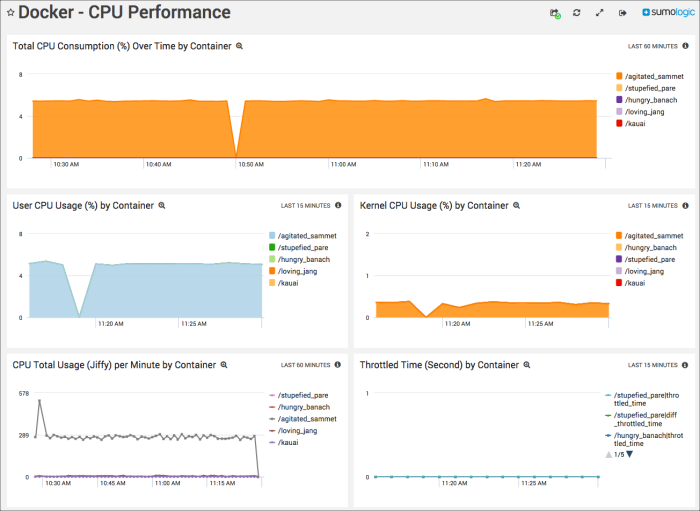 Docker - CPU Performance
sumologic
Total CPU Consumption (%) Over Time by Container
LAST 60 MINUTES
8
4
0
10:30 AM
10:40 AM
10:50 AM
11:00 AM
11:10 AM
11:20 AM
/agitated_sammet
/stupefied_pare
/hungry_banach
/loving_jang
/kauai
User CPU Usage (%) by Container
LAST 15 MINUTES
8
4
0
11:20 AM
11:25 AM
/agitated_sammet
/stupefied_pare
/hungry_banach
/loving_jang
/kauai
Kernel CPU Usage (%) by Container
LAST 15 MINUTES
2
1
0
11:20 AM
11:25 AM
/agitated_sammet
/hungry_banach
/stupefied_pare
/loving_jang
/kauai
CPU Total Usage (Jiffy) per Minute by Container
LAST 60 MINUTES
578
289
0
10:30 AM
10:45 AM
11:00 AM
11:15 AM
/stupefied_pare
/hungry_banach
/agitated_sammet
/loving_jang
/kauai
Throttled Time (Second) by Container
LAST 15 MINUTES
1
0
11:20 AM
11:25 AM
/stupefied_pare|thro
ttled_time
/stupefied_pare|diff
_throttled_time
/hungry_banach|throt
tled_time
1/5